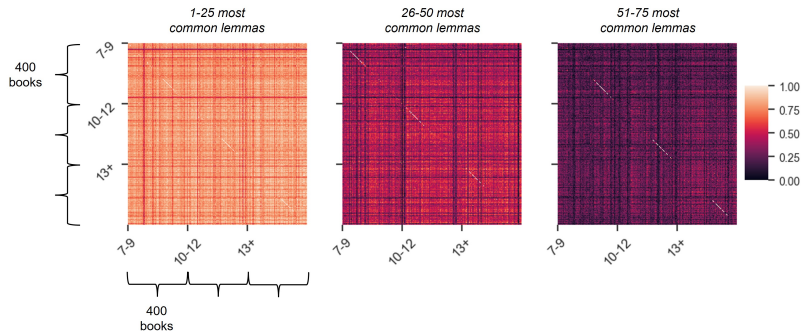 1-25 most
common lemmas
26-50 most
common lemmas
51-75 most
common lemmas
400
books
7-9
10-12
13+
1.00
0.75
0.50
0.25
0.00
7-9
10-12
13+
7-9
10-12
13+
7-9
10-12
13+
400
books